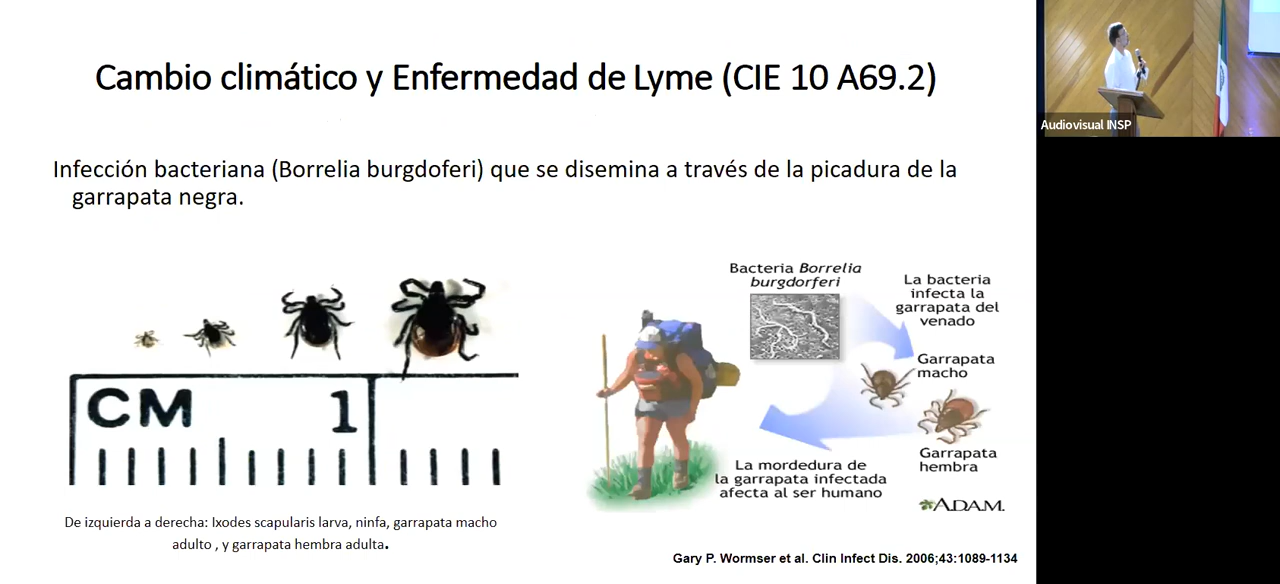 Cambio climático y Enfermedad de Lyme (CIE 10 A69.2)
Audiovisual INSP
Infección bacteriana (Borrelia burgdoferi) que se disemina a través de la picadura de la
garrapata negra.
CM 1
De izquierda a derecha: Ixodes scapularis larva, ninfa, garrapata macho
adulto , y garrapata hembra adulta.
Bacteria Borrelia
burgdorferi
La bacteria
infecta la
garrapata del
venado
Garrapata
macho
Garrapata
hembra
La mordedura de
la garrapata infectada
afecta al ser humano
ADAM.
Gary P. Wormser et al. Clin Infect Dis. 2006;43:1089-1134